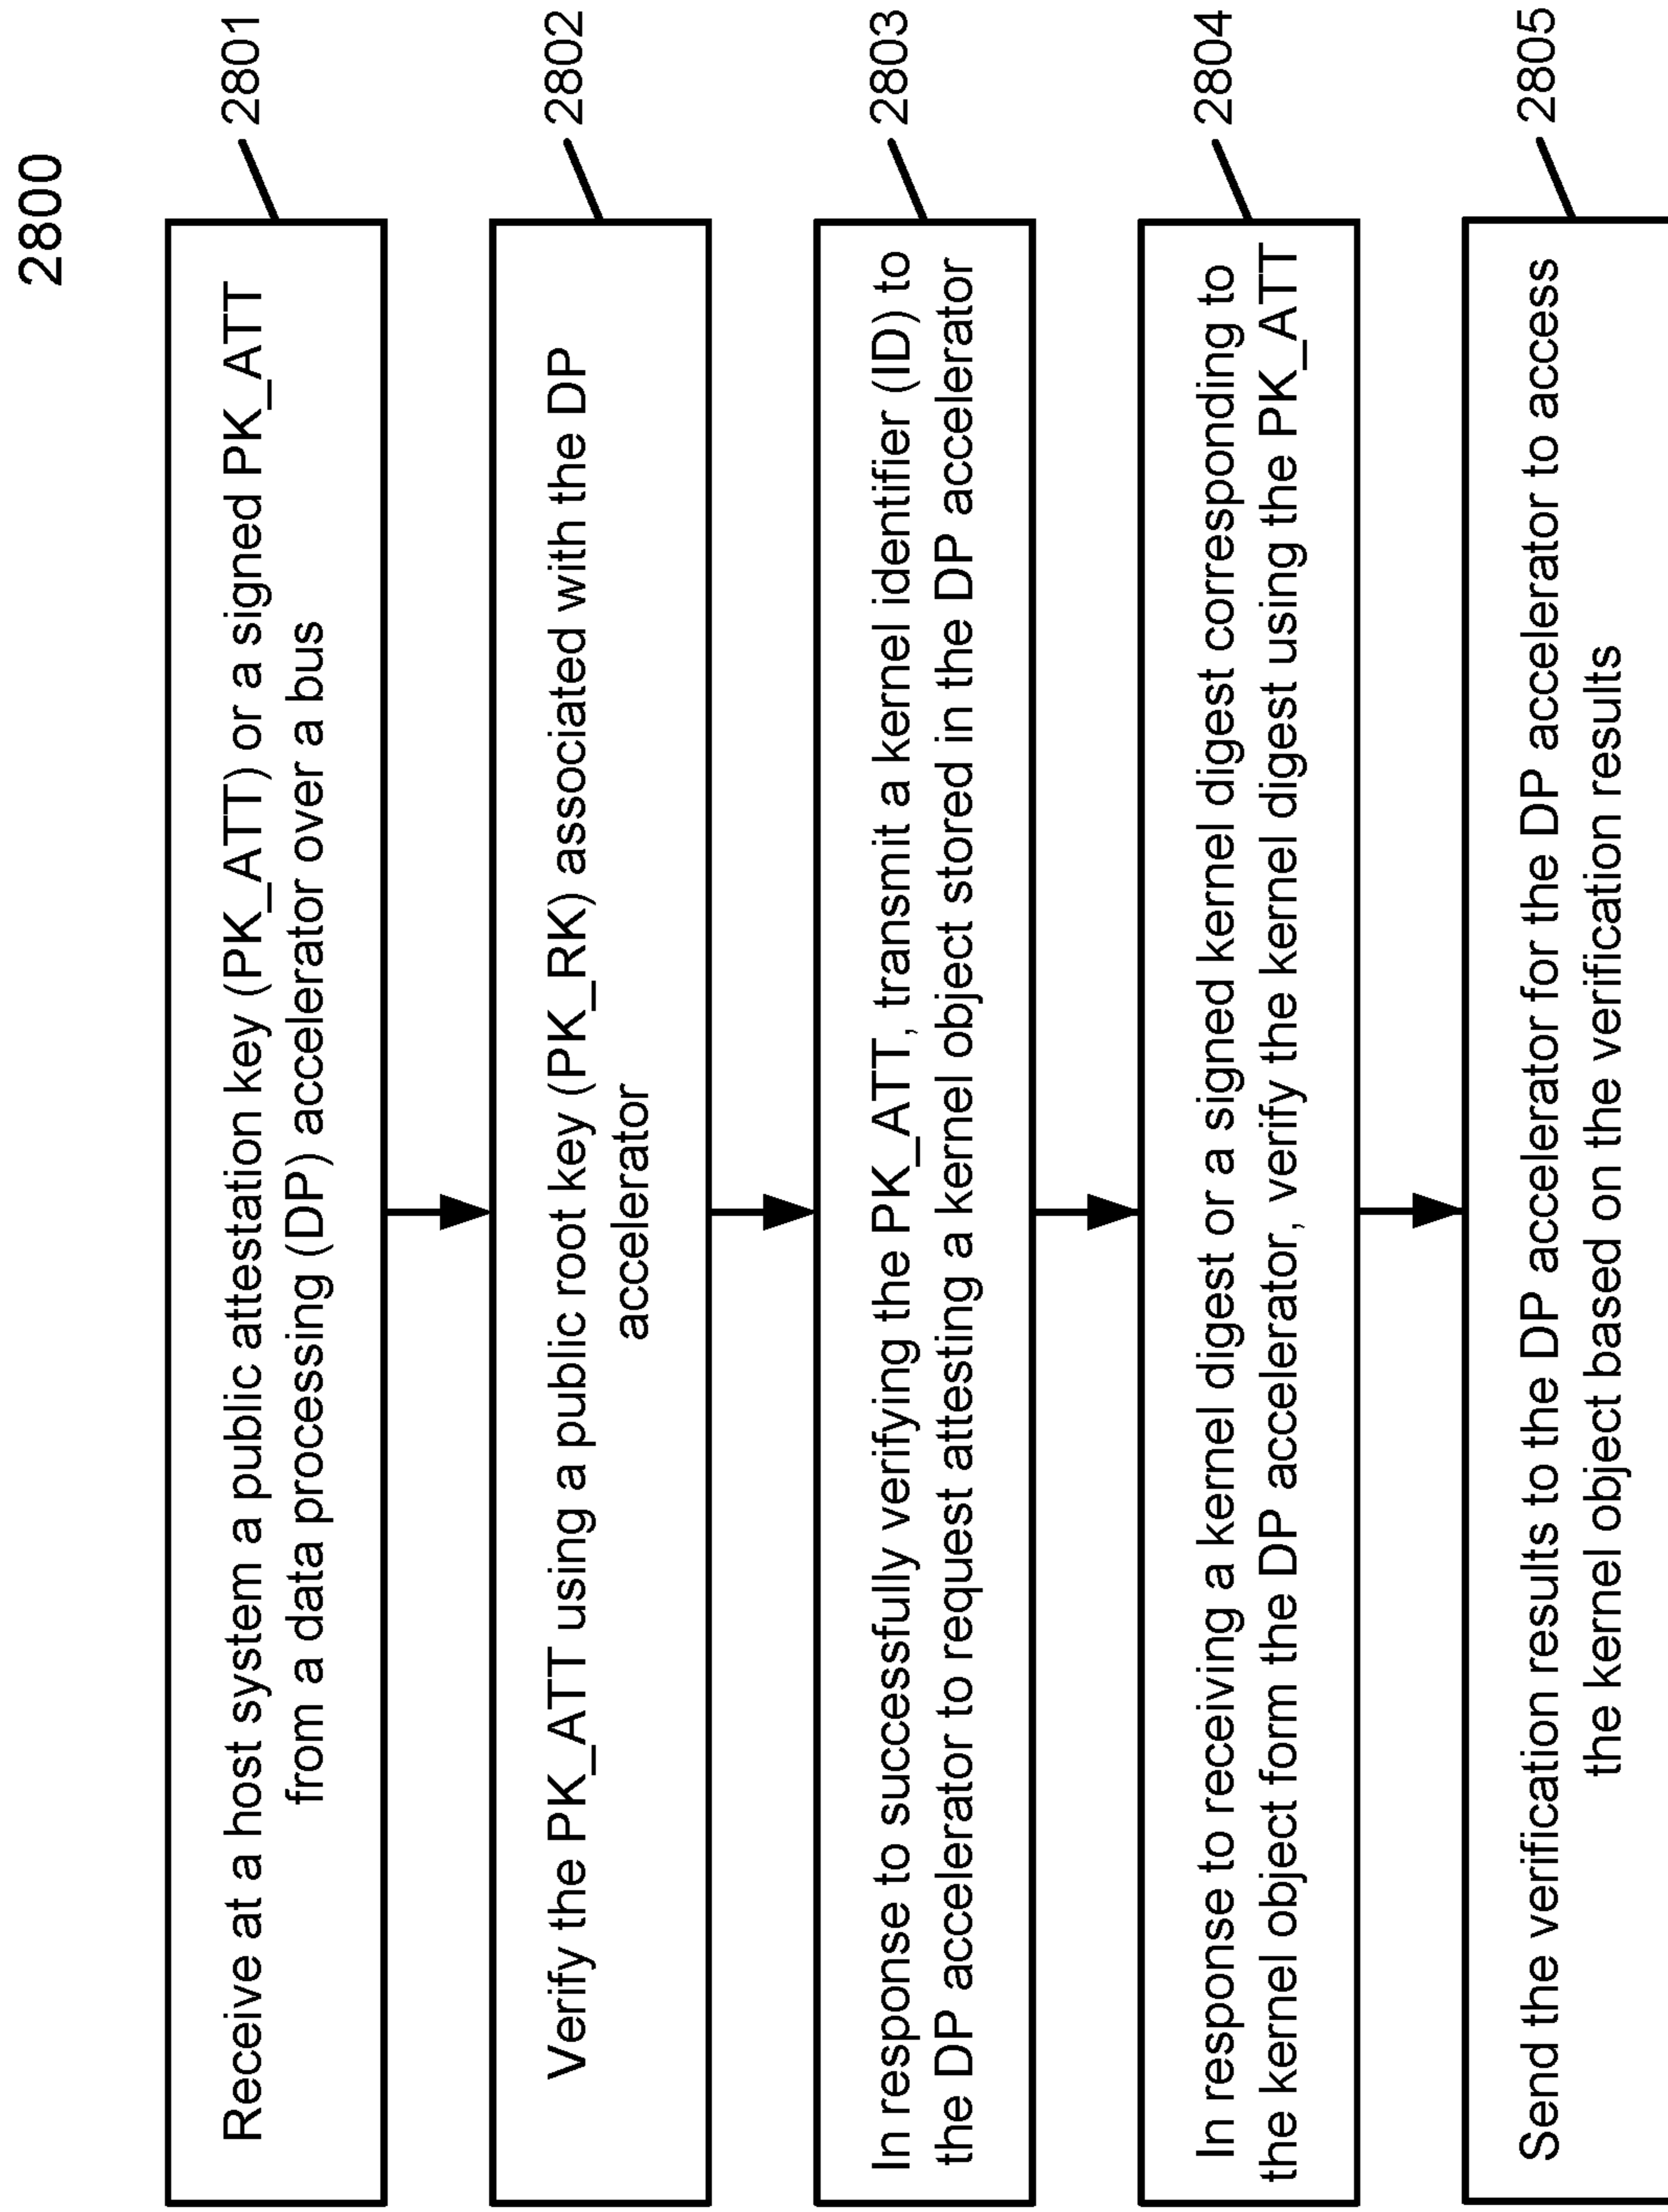 2800
Receive at a host system a public attestation key (PK_ATT) or a signed PK_ATT
from a data processing (DP) accelerator over a bus
2801
Verify the PK_ATT using a public root key (PK_RK) associated with the DP
accelerator
2802
In response to successfully verifying the PK_ATT, transmit a kernel identifier (ID) to
the DP accelerator to request attesting a kernel object stored in the DP accelerator
2803
In response to receiving a kernel digest or a signed kernel digest corresponding to
the kernel object form the DP accelerator, verify the kernel digest using the PK_ATT
2804
Send the verification results to the DP accelerator for the DP accelerator to access
the kernel object based on the verification results
2805